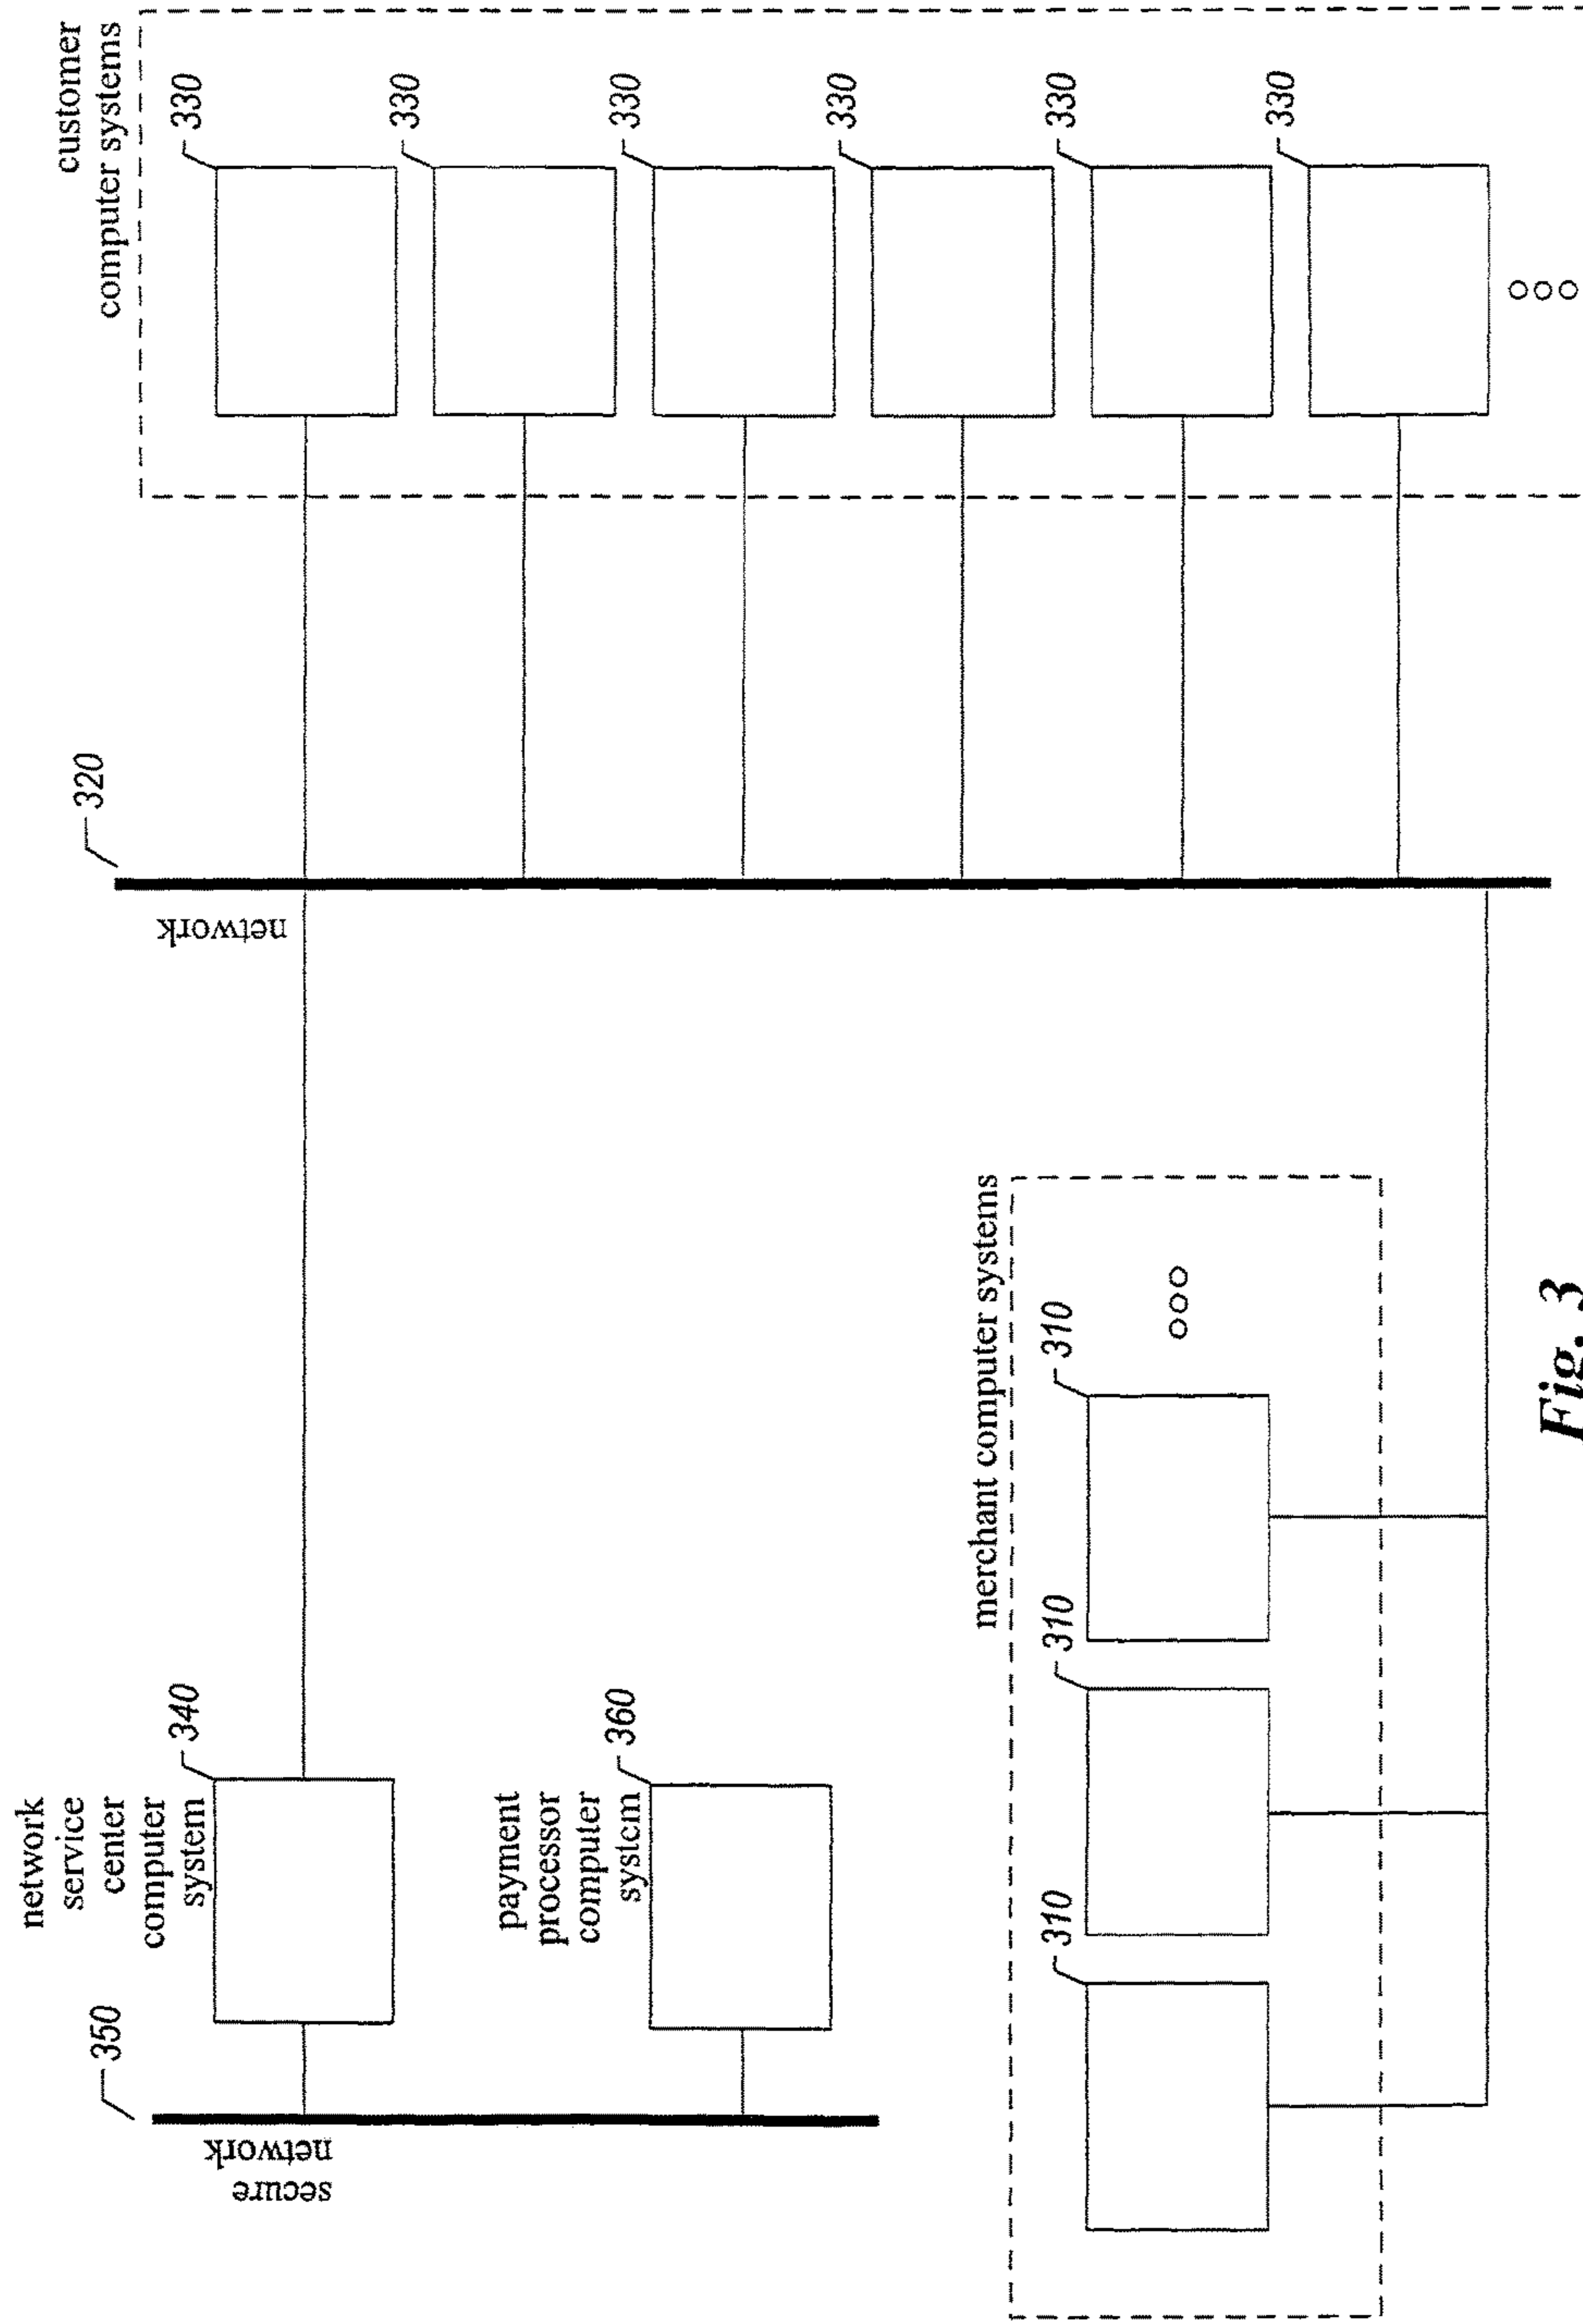 secure
network
350
network
service
center
computer
system
340
payment
processor
computer
system
360
network
320
customer
computer systems
330
330
330
330
330
330
merchant computer systems
310
310
310
Fig. 3